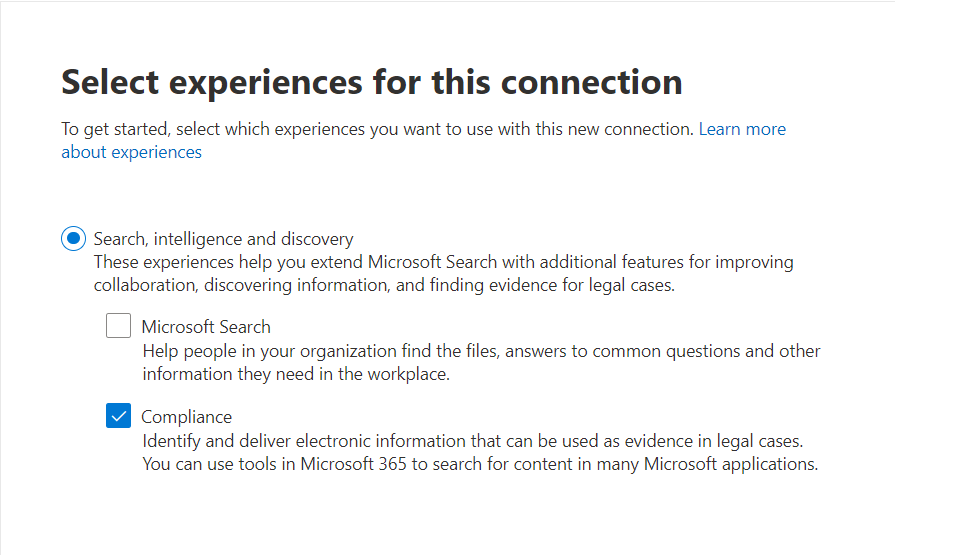 Select experiences for this connection
To get started, select which experiences you want to use with this new connection. Learn more
about experiences
Search, intelligence and discovery
These experiences help you extend Microsoft Search with additional features for improving
collaboration, discovering information, and finding evidence for legal cases.
Microsoft Search
Help people in your organization find the files, answers to common questions and other
information they need in the workplace.
Compliance
Identify and deliver electronic information that can be used as evidence in legal cases.
You can use tools in Microsoft 365 to search for content in many Microsoft applications.